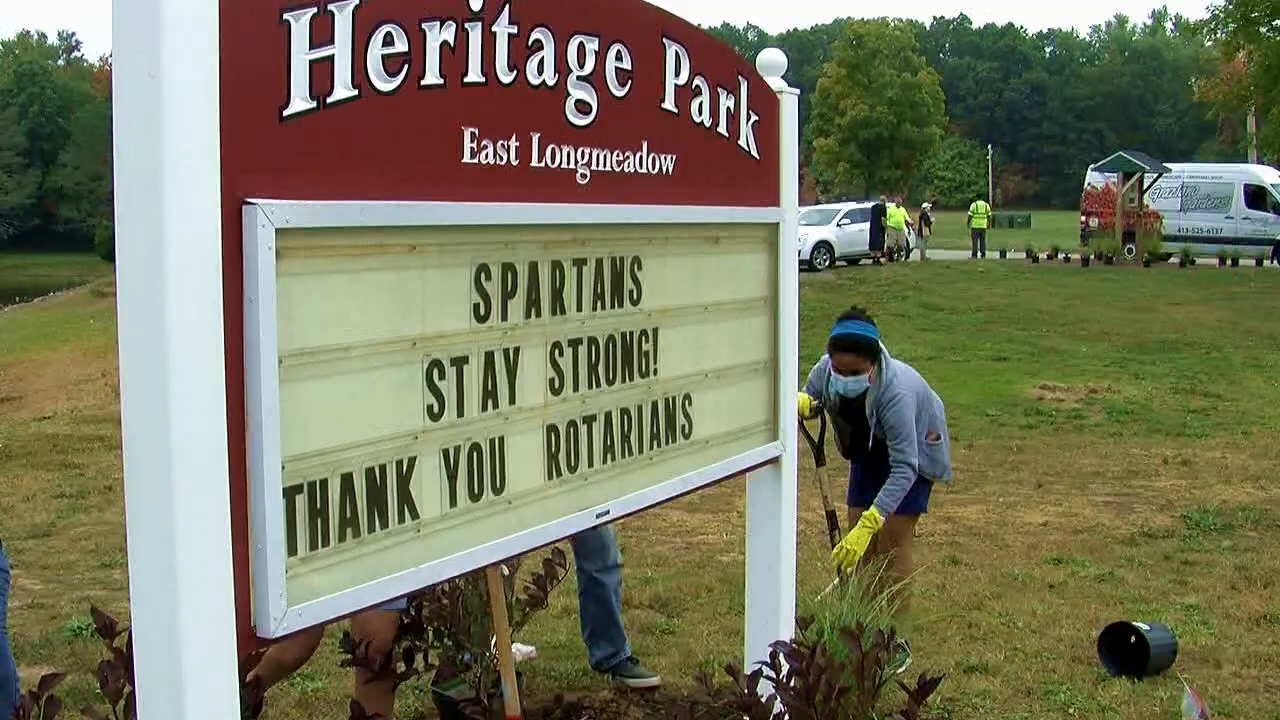 Heritage Park
East Longmeadow
SPARTANS
STAY STRONG!
THANK YOU ROTARIANS
413-525-6137